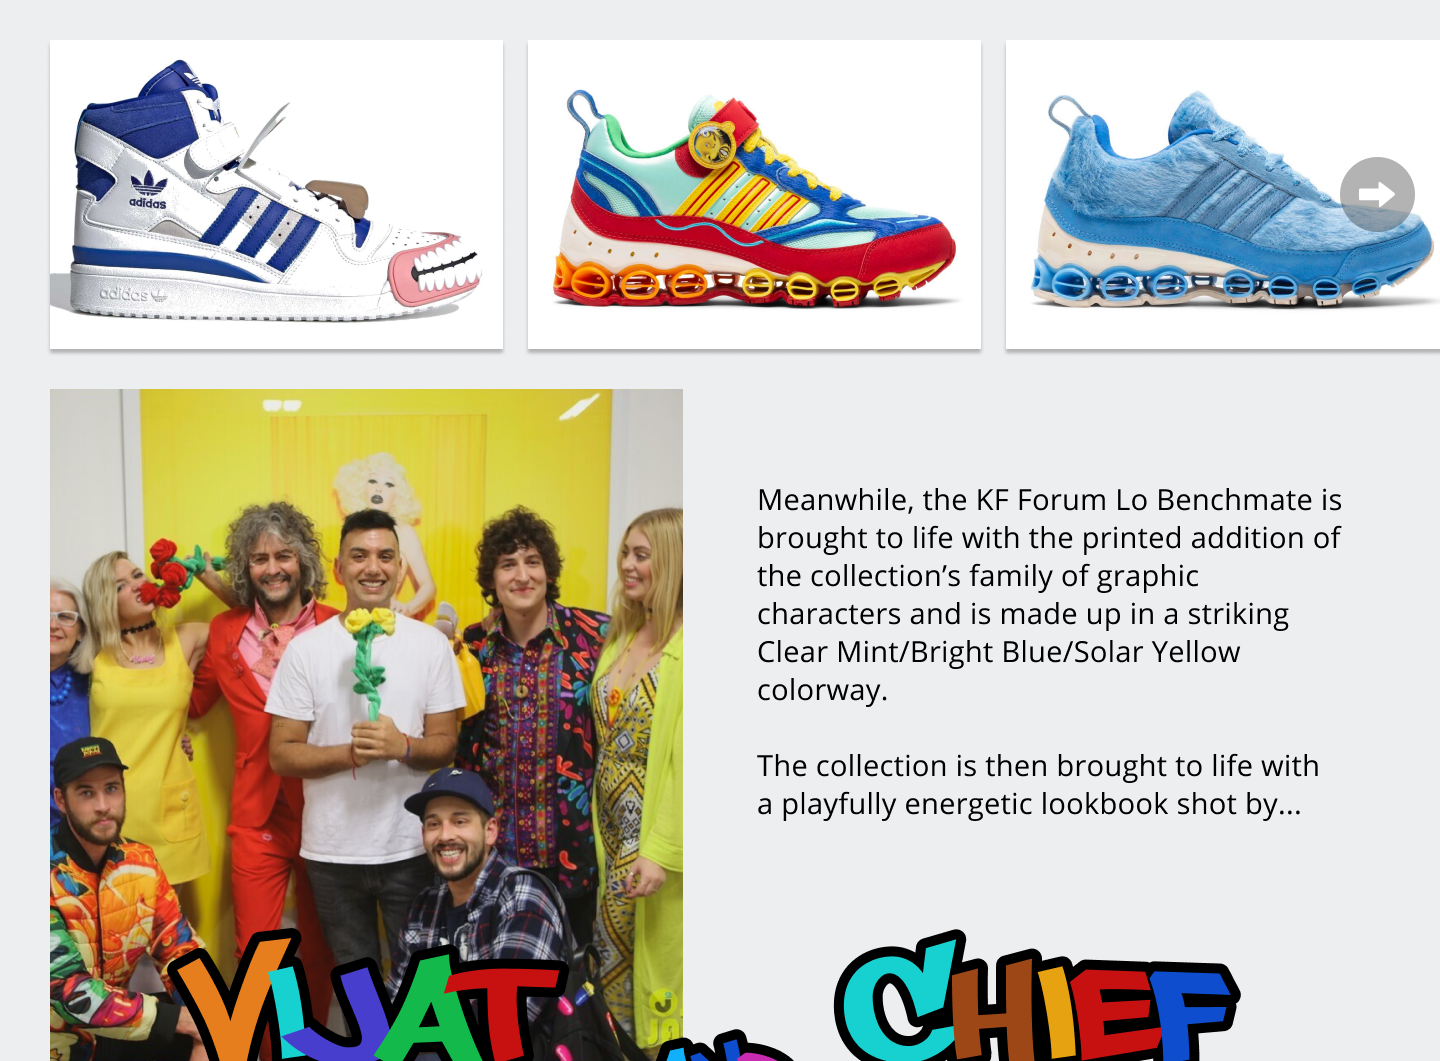 adidas
adidas
Meanwhile, the KF Forum Lo Benchmate is
brought to life with the printed addition of
the collection’s family of graphic
characters and is made up in a striking
Clear Mint/Bright Blue/Solar Yellow
colorway.
The collection is then brought to life with
a playfully energetic lookbook shot by...
VIJAT
CHIEF